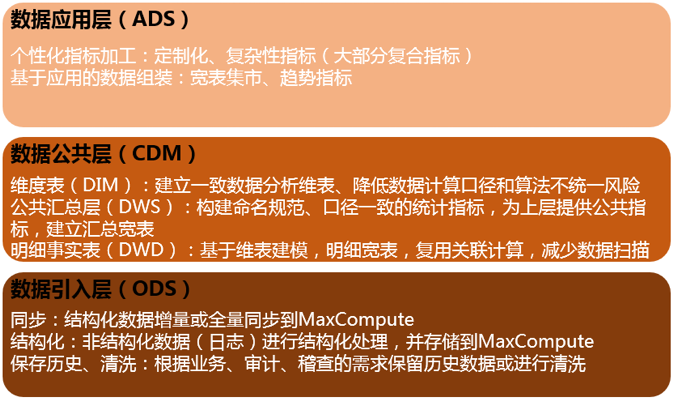 数据应用层（ADS）
个性化指标加工：定制化、复杂性指标（大部分复合指标）
基于应用的数据组装：宽表集市、趋势指标
数据公共层（CDM）
维度表（DIM）：建立一致数据分析维表、降低数据计算口径和算法不统一风险
公共汇总层（DWS）：构建命名规范、口径一致的统计指标，为上层提供公共指
标，建立汇总宽表
明细事实表（DWD）：基于维表建模，明细宽表，复用关联计算，减少数据扫描
数据引入层（ODS）
同步：结构化数据增量或全量同步到MaxCompute
结构化：非结构化数据（日志）进行结构化处理，并存储到MaxCompute
保存历史、清洗：根据业务、审计、稽查的需求保留历史数据或进行清洗